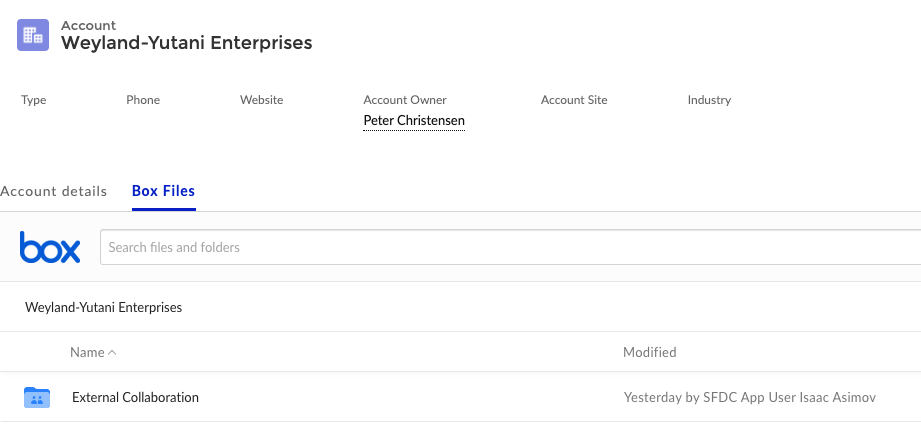 Account
Weyland-Yutani Enterprises
Type Phone Website Account Owner Account Site Industry
Peter Christensen
Account details Box Files
box Search files and folders
Weyland-Yutani Enterprises
Name Modified
External Collaboration Yesterday by SFDC App User Isaac Asimov